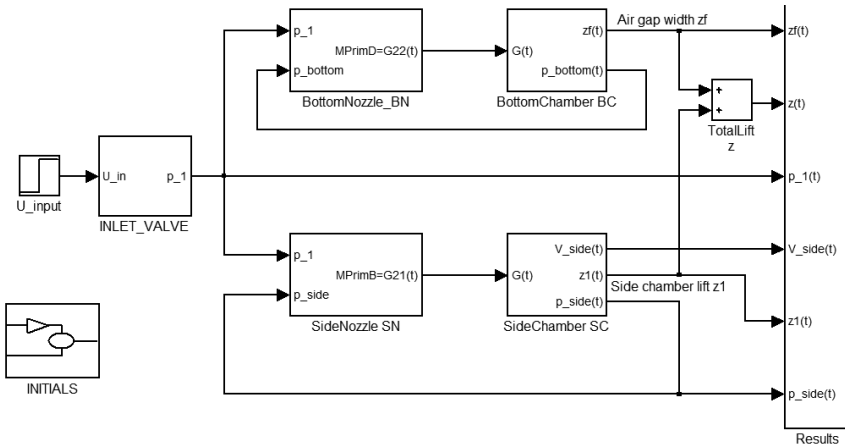 p_1
MPrimD=G22(t)
p_bottom
BottomNozzle_BN
G(t)
zf(t)
p_bottom(t)
BottomChamber BC
Air gap width zf
zf(t)
+
+
TotalLift
z
z(t)
U_input
U_in
p_1
INLET_VALVE
p_1(t)
p_1
MPrimB=G21(t)
p_side
SideNozzle SN
G(t)
V_side(t)
z1(t)
p_side(t)
SideChamber SC
Side chamber lift z1
V_side(t)
z1(t)
p_side(t)
INITIALS
Results